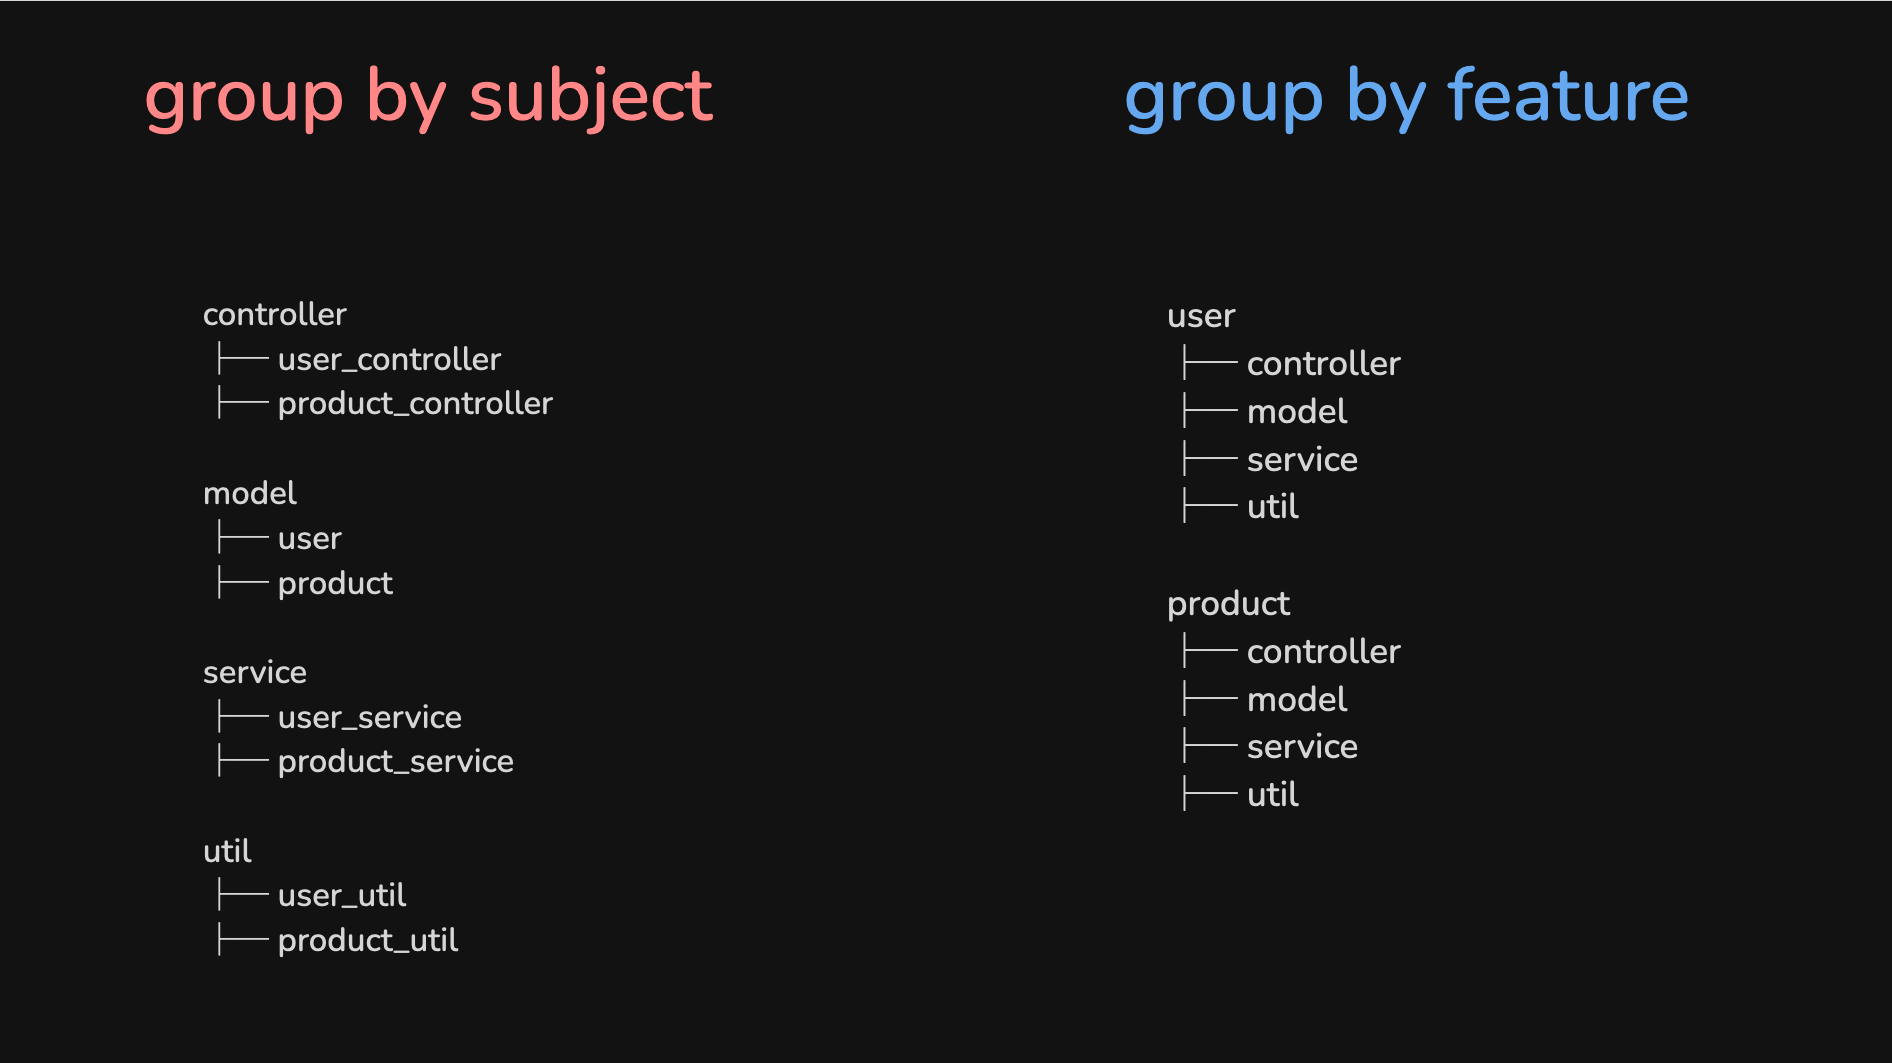 group by subject
controller
├── user_controller
├── product_controller
model
├── user
├── product
service
├── user_service
├── product_service
util
├── user_util
├── product_util
group by feature
user
├── controller
├── model
├── service
├── util
product
├── controller
├── model
├── service
├── util